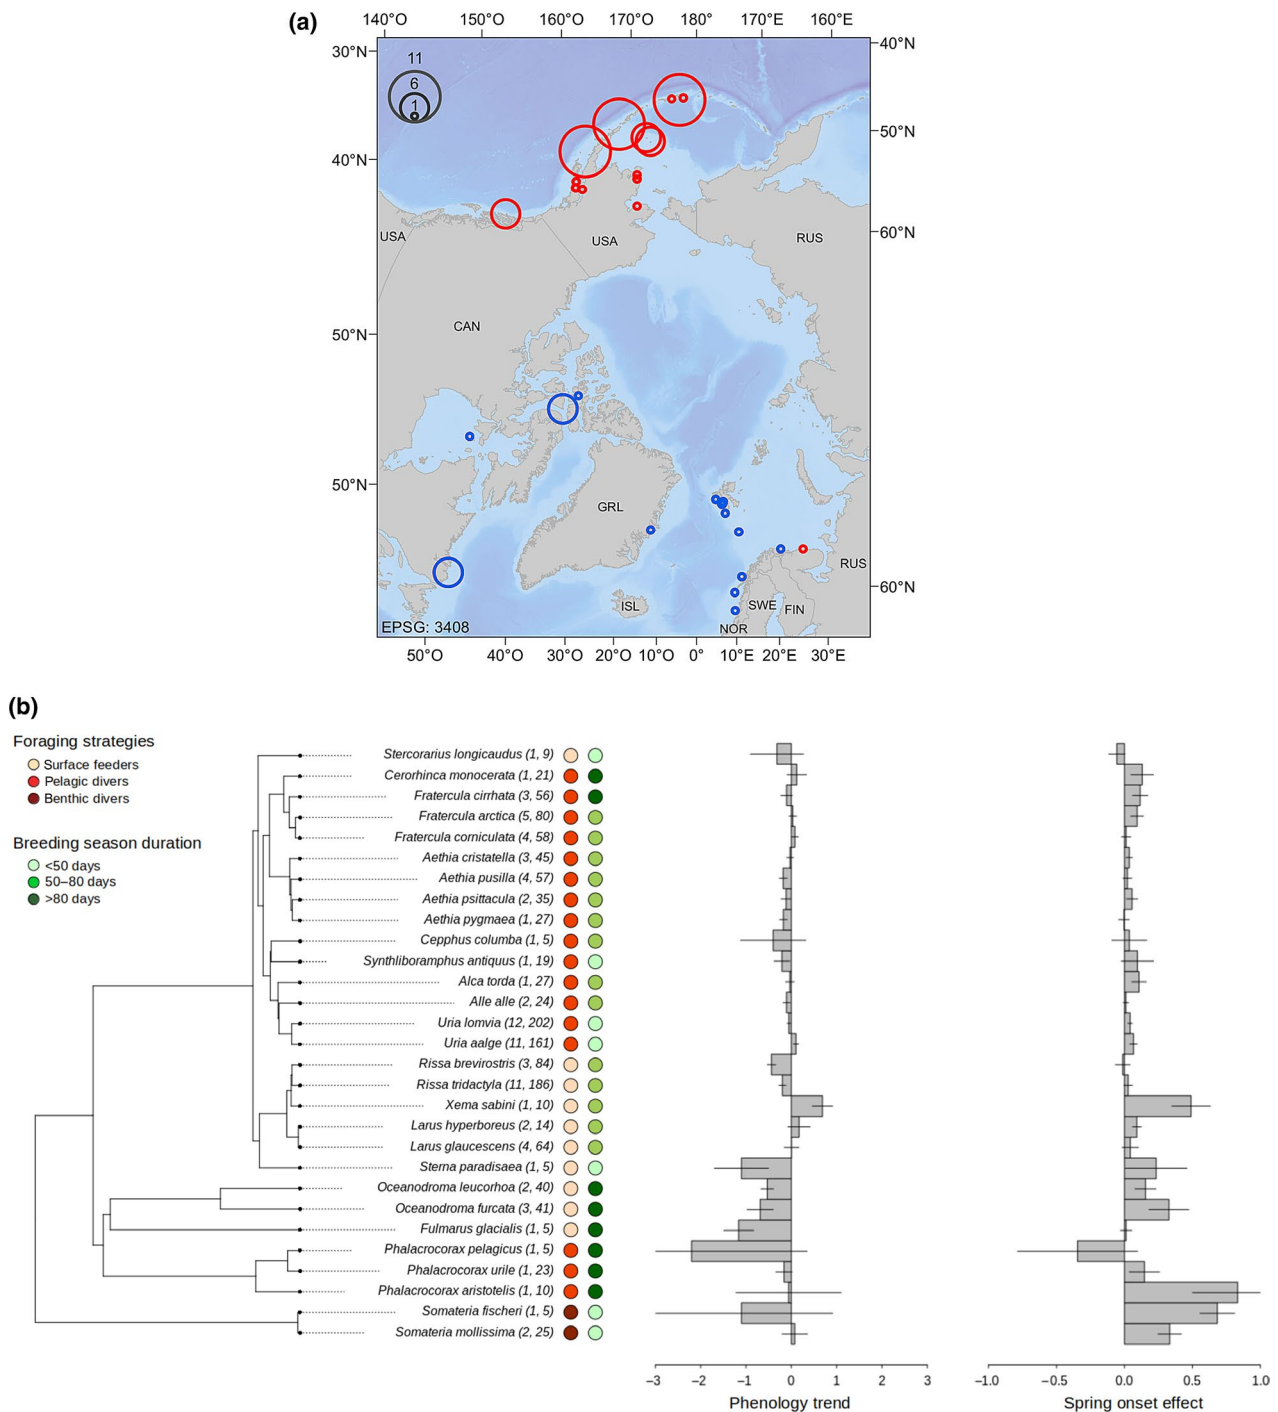 (a)
140°O 150°O 160°O 170°O 180° 170°E 160°E
30°N
40°N
11
6
1
50°N
40°N
60°N
USA
USA
RUS
CAN
50°N
50°N
GRL
RUS
60°N
ISL
SWE
FIN
NOR
EPSG: 3408
50°O 40°O 30°O 20°O 10°O 0° 10°E 20°E 30°E
(b)
Foraging strategies
Surface feeders
Pelagic divers
Benthic divers
Breeding season duration
<50 days
50–80 days
>80 days
Stercorarius longicaudus (1, 9)
Cerorhinca monocerata (1, 21)
Fratercula cirrhata (3, 56)
Fratercula arctica (5, 80)
Fratercula corniculata (4, 58)
Aethia cristatella (3, 45)
Aethia pusilla (4, 57)
Aethia psittacula (2, 35)
Aethia pygmaea (1, 27)
Cepphus columba (1, 5)
Synthliboramphus antiquus (1, 19)
Alca torda (1, 27)
Alle alle (2, 24)
Uria lomvia (12, 202)
Uria aalge (11, 161)
Rissa brevirostris (3, 84)
Rissa tridactyla (11, 186)
Xema sabini (1, 10)
Larus hyperboreus (2, 14)
Larus glaucescens (4, 64)
Sterna paradisaea (1, 5)
Oceanodroma leucorhoa (2, 40)
Oceanodroma furcata (3, 41)
Fulmarus glacialis (1, 5)
Phalacrocorax pelagicus (1, 5)
Phalacrocorax urile (1, 23)
Phalacrocorax aristotelis (1, 10)
Somateria fischeri (1, 5)
Somateria mollissima (2, 25)
−3 −2 −1 0 1 2 3
Phenology trend
−1.0 −0.5 0.0 0.5 1.0
Spring onset effect